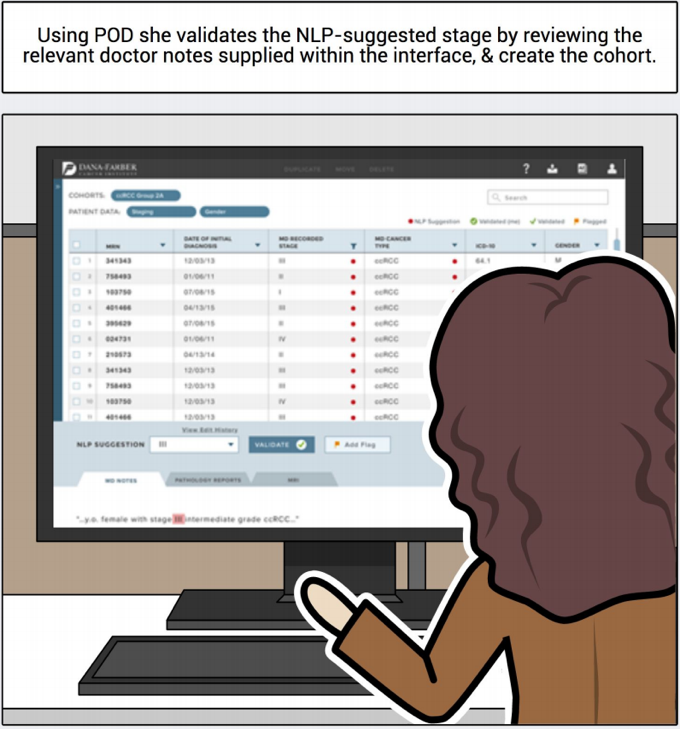 Using POD she validates the NLP-suggested stage by reviewing the
relevant doctor notes supplied within the interface, & create the cohort.
DANA-FARBER
CANCER INSTITUTE
DUPLICATE MOVE DELETE
?
COHORTS: ccRCC Group 2A
Search
PATIENT DATA: Staging Gender
NLP Suggestion Validated (me) Validated Flagged
MRN DATE OF INITIAL DIAGNOSIS MD RECORDED STAGE MD CANCER TYPE ICD-10 GENDER
1 341343 12/03/13 III ccRCC 64.1 M
2 758493 01/06/11 II ccRCC
3 103750 07/08/15 I ccRCC
4 401466 04/13/15 III ccRCC
5 395629 07/08/15 II ccRCC
6 024731 01/06/11 IV ccRCC
7 210573 04/13/14 II ccRCC
8 341343 12/03/13 III ccRCC
9 758493 12/03/13 III ccRCC
10 103750 12/03/13 IV ccRCC
11 401466 12/03/13 III ccRCC
View Edit History
NLP SUGGESTION III VALIDATE Add Flag
MD NOTES PATHOLOGY REPORTS MRI
"...y.o. female with stage III intermediate grade ccRCC..."